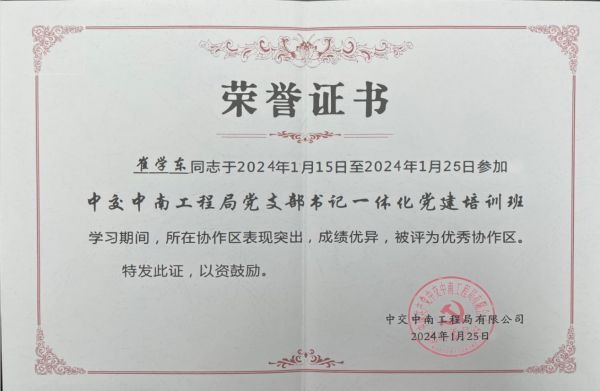 荣誉证书
崔学东同志于2024年1月15日至2024年1月25日参加
中交中南工程局党支部书记一体化党建培训班
学习期间，所在协作区表现突出，成绩优异，被评为优秀协作区。
特发此证，以资鼓励。
中交中南工程局有限公司
2024年1月25日